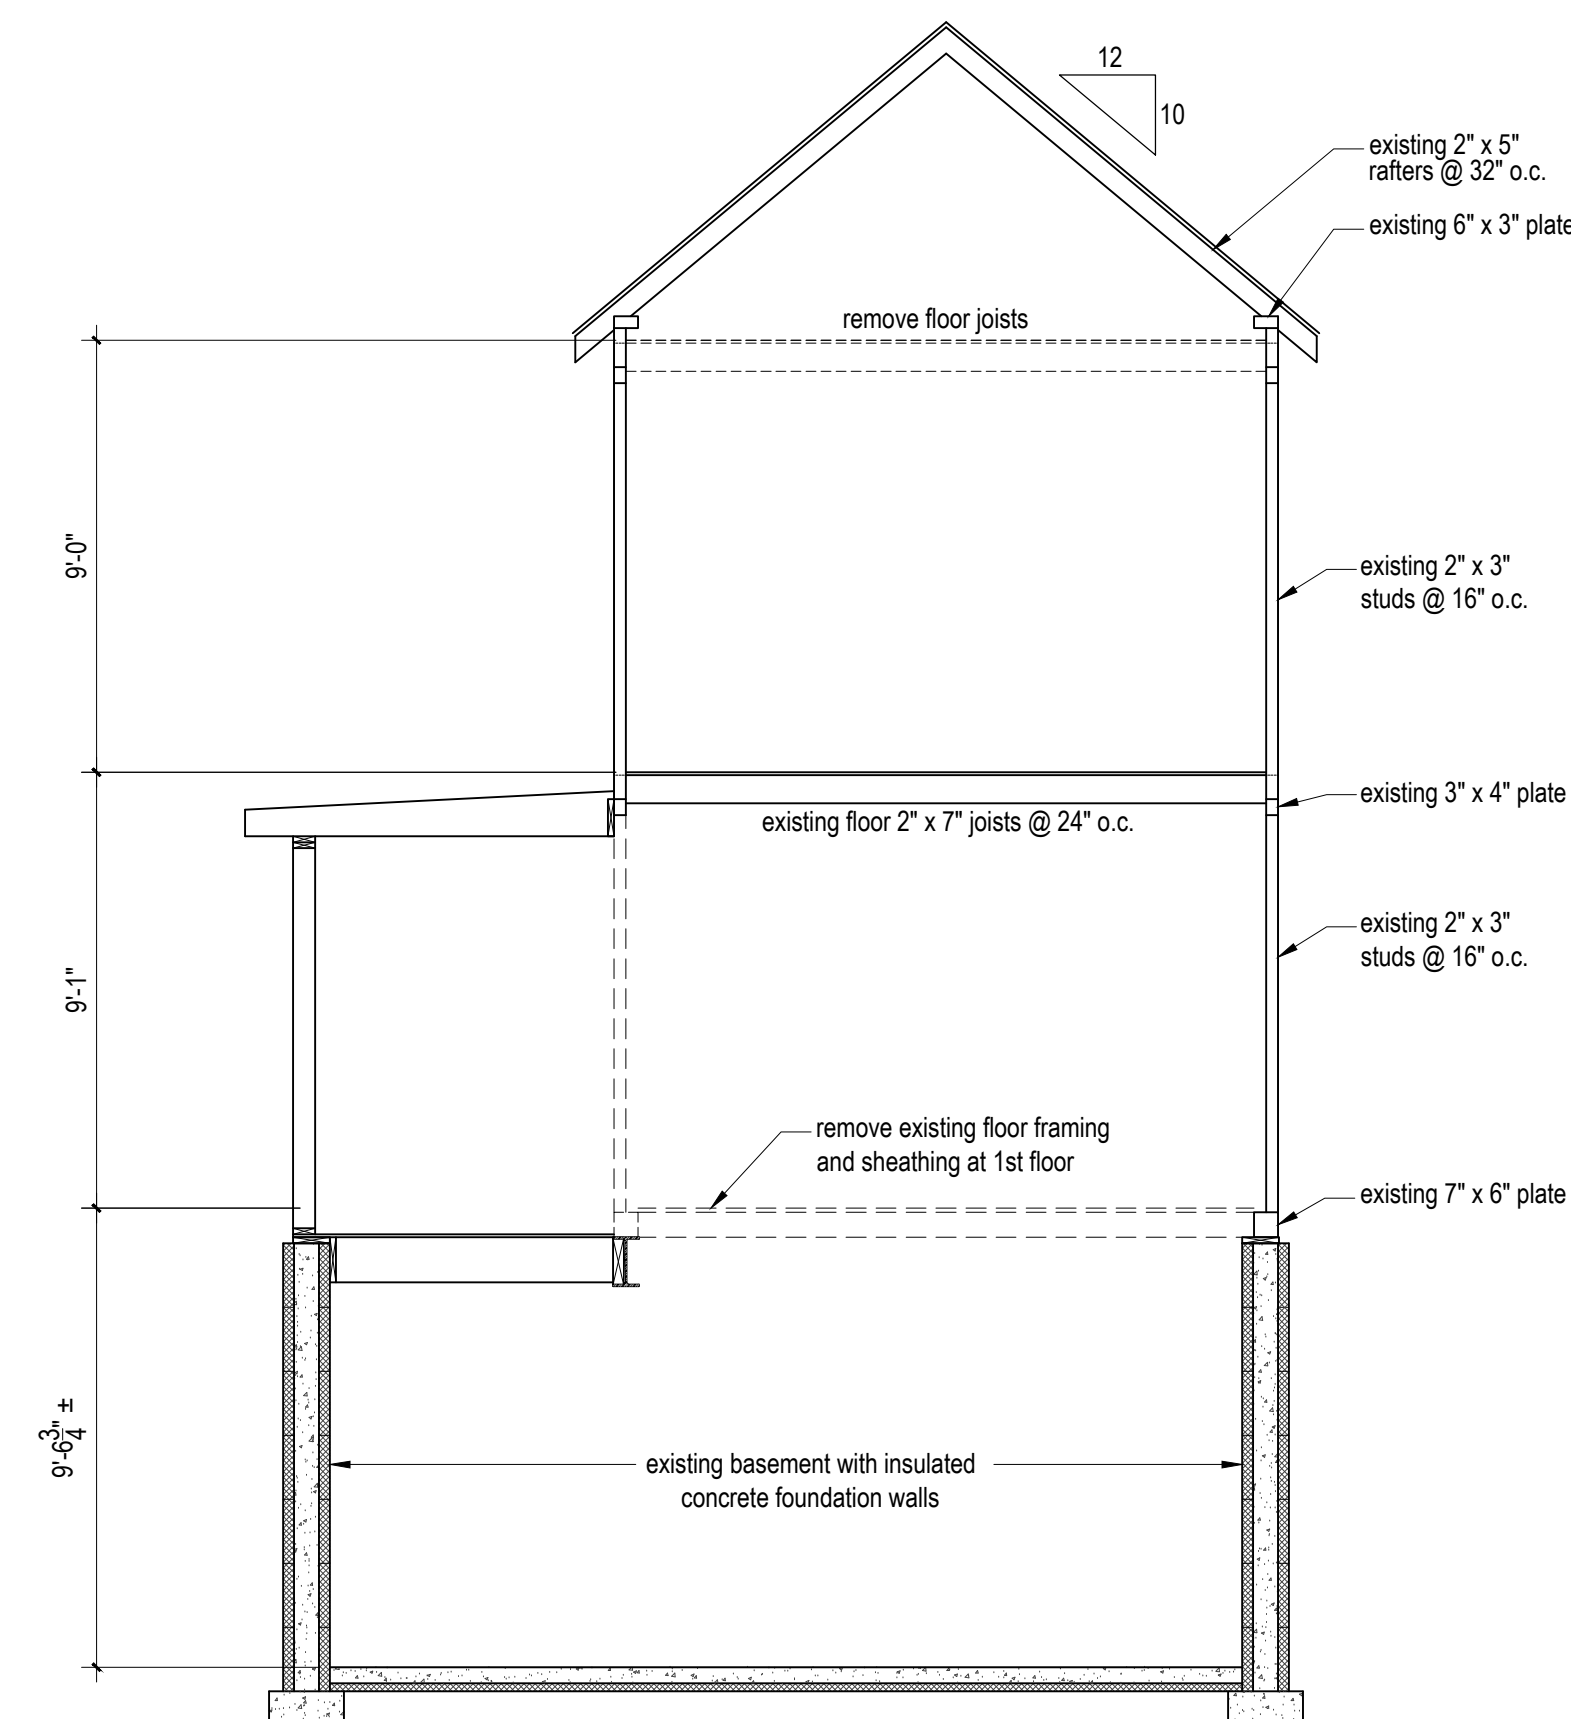 12
10
existing 2" x 5"
rafters @ 32" o.c.
existing 6" x 3" plate
remove floor joists
9'-0"
existing 2" x 3"
studs @ 16" o.c.
existing 3" x 4" plate
existing floor 2" x 7" joists @ 24" o.c.
existing 2" x 3"
studs @ 16" o.c.
9'-1"
remove existing floor framing
and sheathing at 1st floor
existing 7" x 6" plate
9'-6 3/4" ±
existing basement with insulated
concrete foundation walls